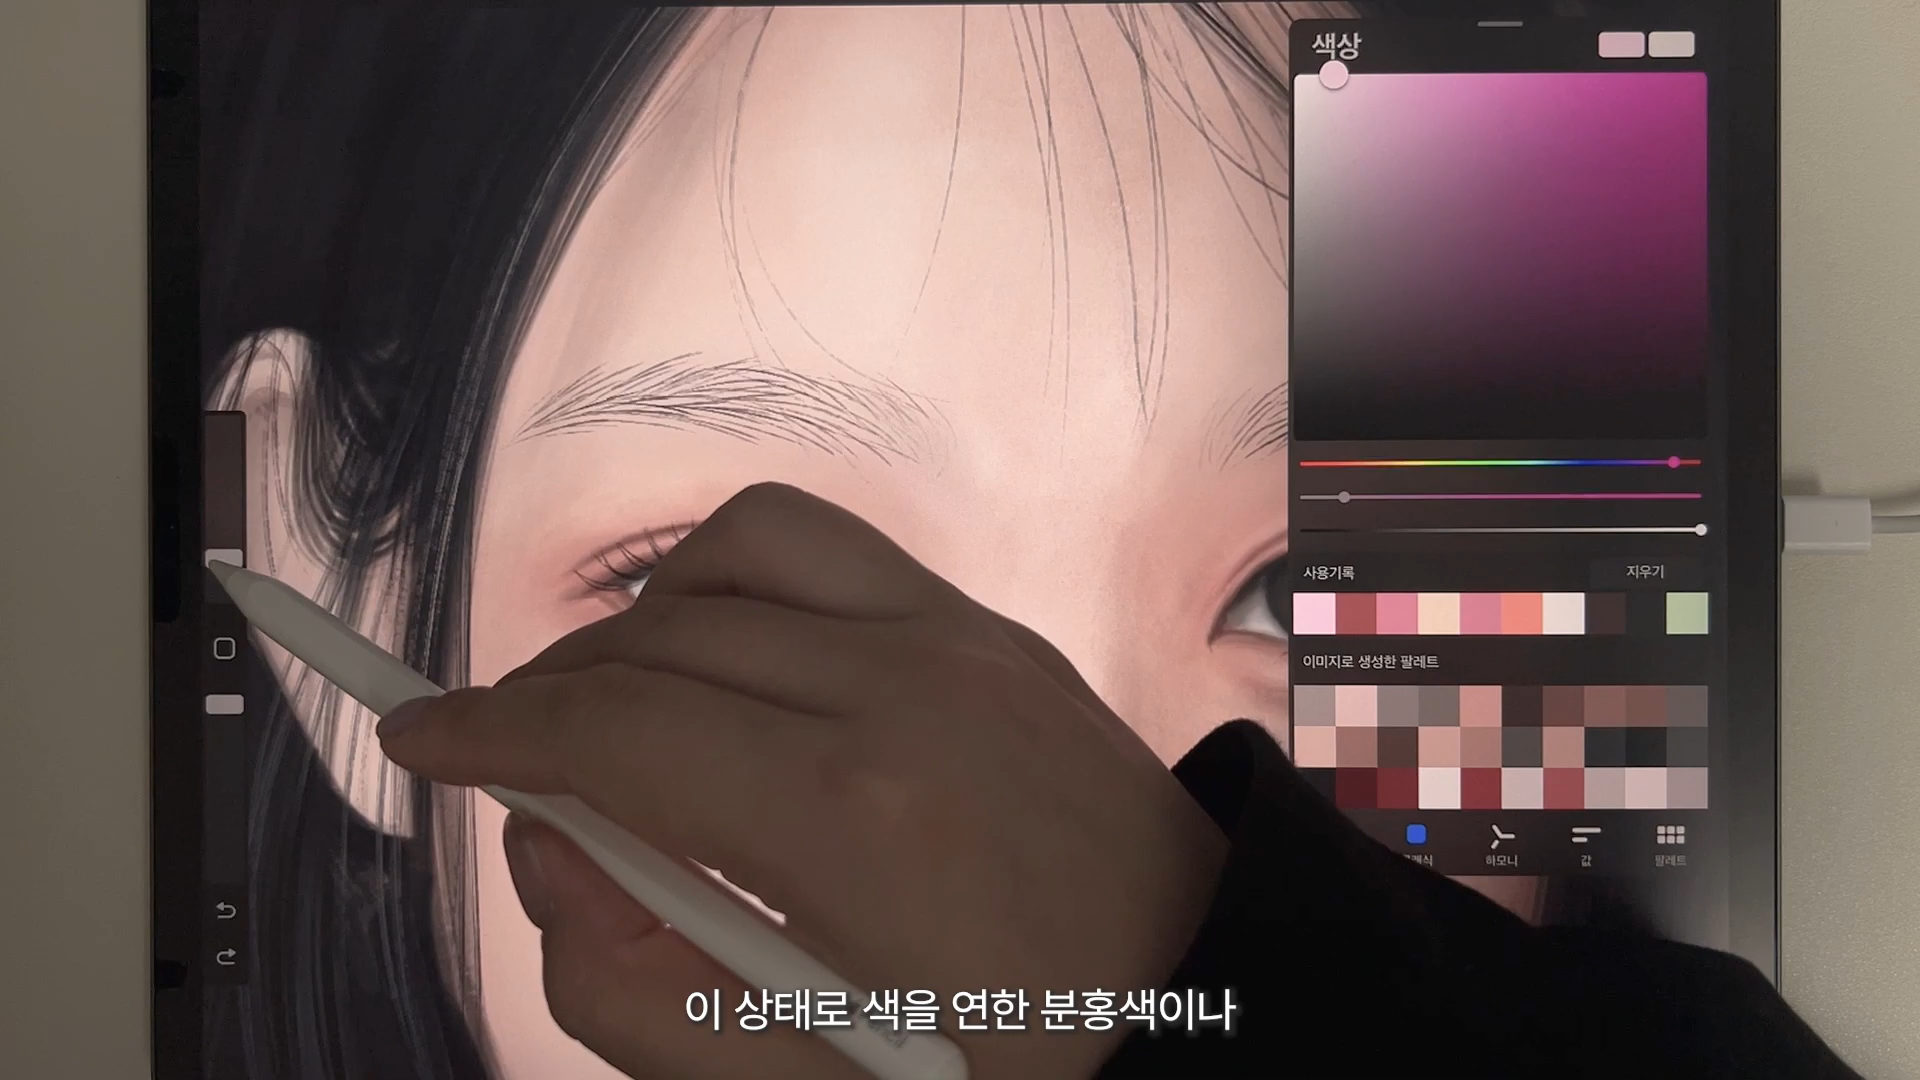 색상
사용기록
지우기
이미지로 생성한 팔레트
하모니
값
팔레트
이 상태로 색을 연한 분홍색이나